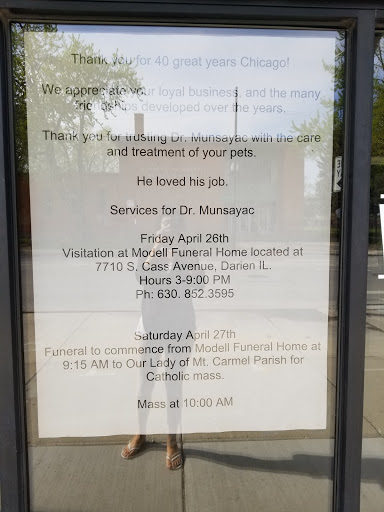 Thank you for 40 great years Chicago!
We appreciate your loyal business, and the many
friendships developed over the years.
Thank you for trusting Dr. Munsayac with the care
and treatment of your pets.
He loved his job.
Services for Dr. Munsayac
Friday April 26th
Visitation at Modell Funeral Home located at
7710 S. Cass Avenue, Darien IL.
Hours 3-9:00 PM
Ph: 630. 852.3595
Saturday April 27th
Funeral to commence from Modell Funeral Home at
9:15 AM to Our Lady of Mt. Carmel Parish for
Catholic mass.
Mass at 10:00 AM